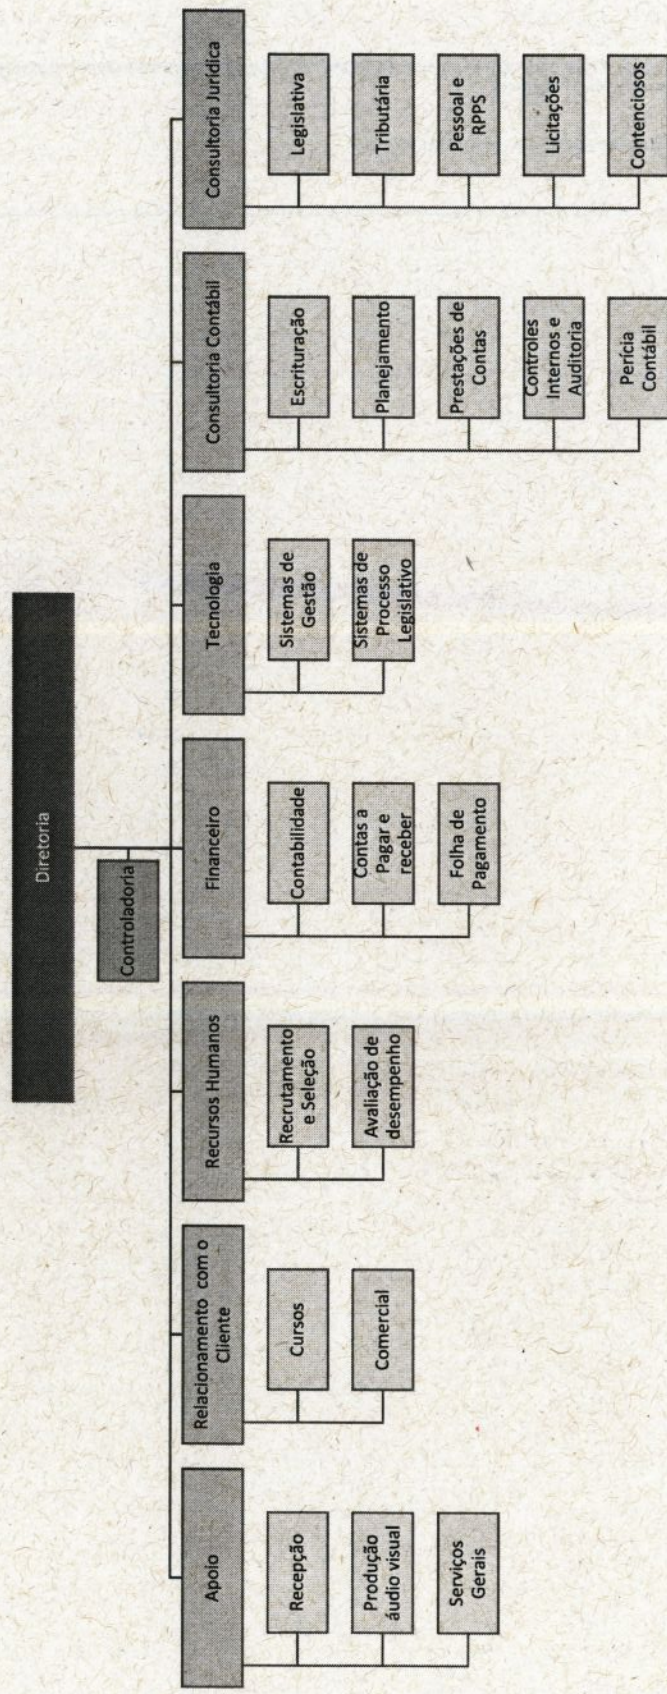 Diretoria
Controladoria
Apoio
Recepção
Produção
áudio visual
Serviços
Gerais
Relacionamento com o
Cliente
Cursos
Comercial
Recursos Humanos
Recrutamento
e Seleção
Avaliação de
desempenho
Financeiro
Contabilidade
Contas a
Pagar e
receber
Folha de
Pagamento
Tecnologia
Sistemas de
Gestão
Sistemas de
Processo
Legislativo
Consultoria Contábil
Escrituração
Planejamento
Prestações de
Contas
Controles
Internos e
Auditoria
Perícia
Contábil
Consultoria Jurídica
Legislativa
Tributária
Pessoal e
RPPS
Licitações
Contenciosos